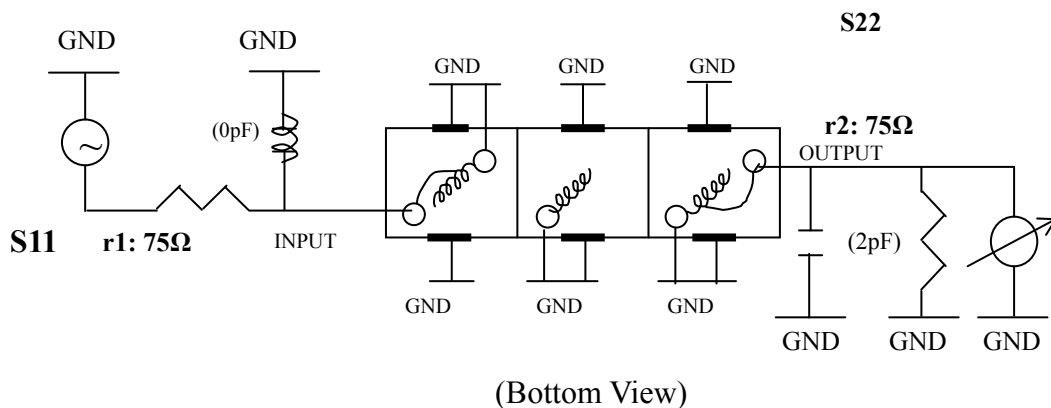 S22
GND
GND
GND
GND
GND
(0pF)
r2: 75Ω
OUTPUT
S11
r1: 75Ω
INPUT
(2pF)
GND
GND
GND
GND
GND
GND
(Bottom View)